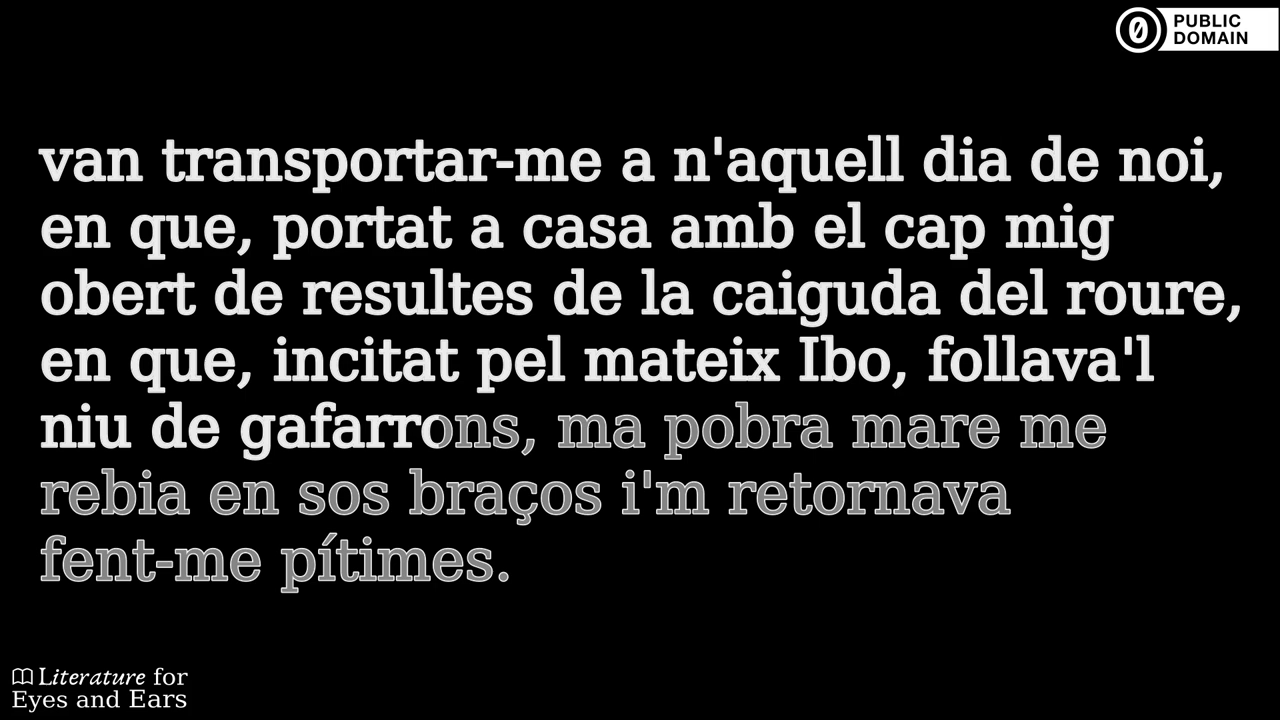 PUBLIC
DOMAIN
van transportar-me a n'aquell dia de noi,
en que, portat a casa amb el cap mig
obert de resultes de la caiguda del roure,
en que, incitat pel mateix Ibo, follava'l
niu de gafarrons, ma pobra mare me
rebia en sos braços i'm retornava
fent-me pítimes.
Literature for
Eyes and Ears